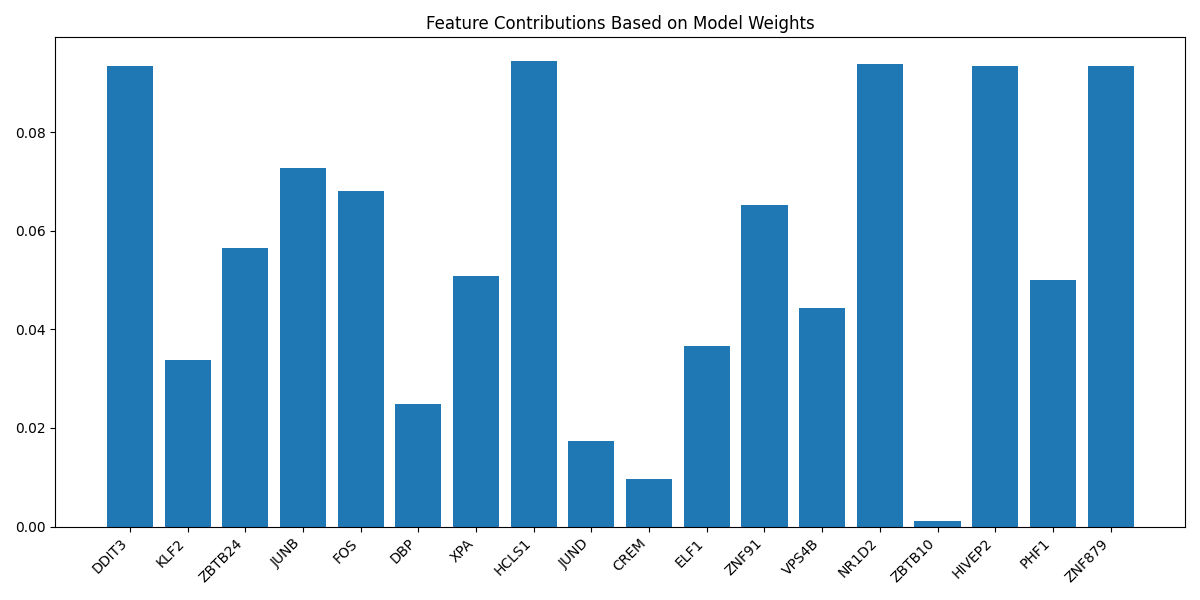 Feature Contributions Based on Model Weights
0.08
0.06
0.04
0.02
0.00
DDIT3
KLF2
ZBTB24
JUNB
FOS
DBP
XPA
HCLS1
JUND
CREM
ELF1
ZNF91
VPS4B
NR1D2
ZBTB10
HIVEP2
PHF1
ZNF879